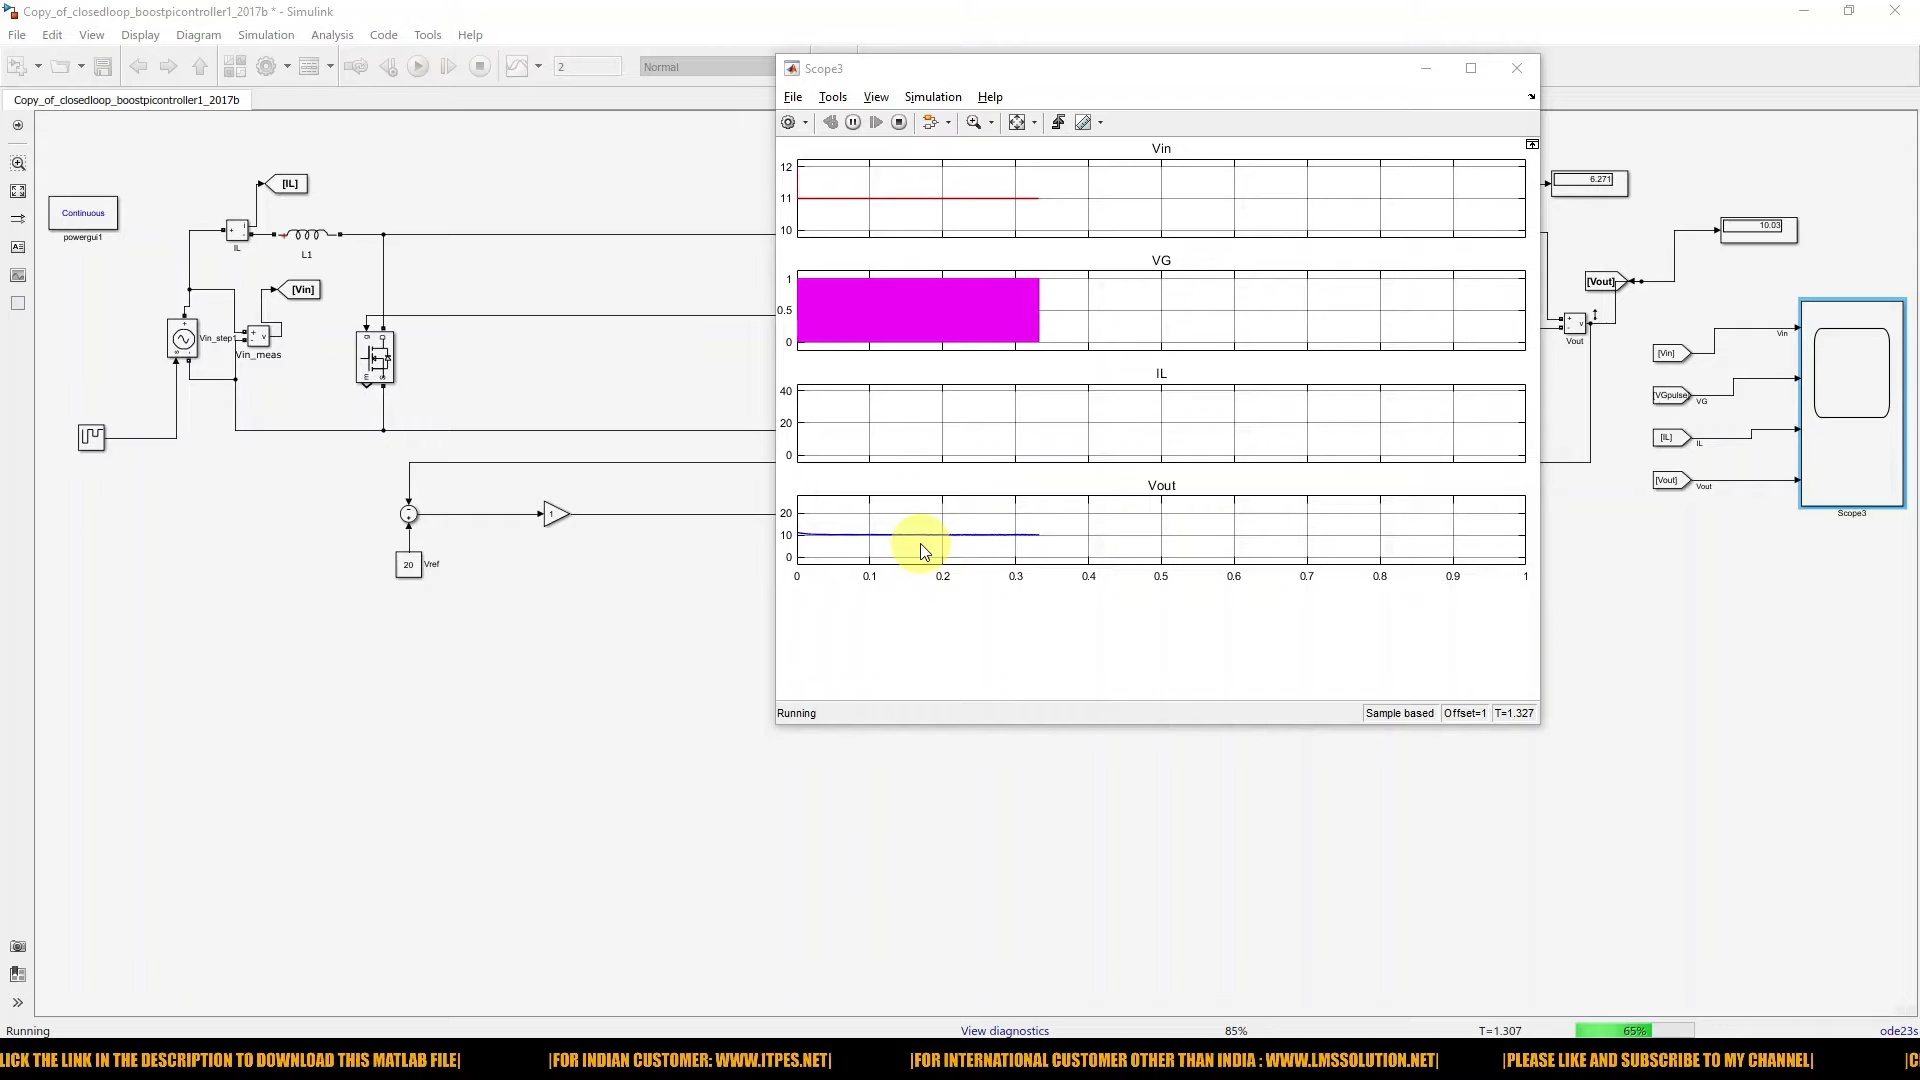 Copy_of_closedloop_boostpicontroller1_2017b * - Simulink
File Edit View Display Diagram Simulation Analysis Code Tools Help
2
Normal
Copy_of_closedloop_boostpicontroller1_2017b
Continuous
powergui1
[IL]
+ i
-
IL
L1
[Vin]
+
s -
Vin_step1
+ v
-
Vin_meas
g D
m S
-
+
1
20
Vref
Scope3
File Tools View Simulation Help
Vin
12
11
10
VG
1
0.5
0
IL
40
20
0
Vout
20
10
0
0 0.1 0.2 0.3 0.4 0.5 0.6 0.7 0.8 0.9 1
Running
Sample based Offset=1 T=1.327
6.271
10.03
[Vout]
+ v
-
Vout
[Vin]
Vin
[VGpulse]
VG
[IL]
IL
[Vout]
Vout
Scope3
Running
View diagnostics
85%
T=1.307
65%
ode23s
LICK THE LINK IN THE DESCRIPTION TO DOWNLOAD THIS MATLAB FILE| |FOR INDIAN CUSTOMER: WWW.ITPES.NET| |FOR INTERNATIONAL CUSTOMER OTHER THAN INDIA : WWW.LMSSOLUTION.NET| |PLEASE LIKE AND SUBSCRIBE TO MY CHANNEL| |C